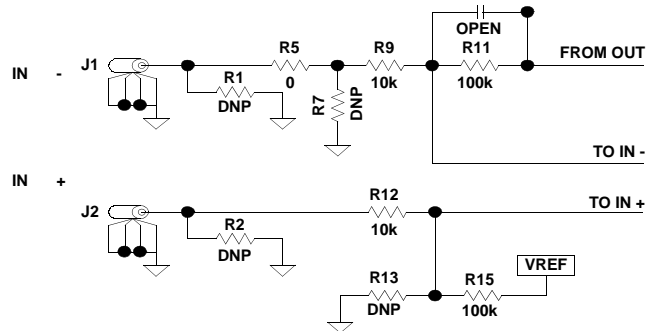 OPEN
J1
R5
R9
R11
FROM OUT
IN -
R1
0
10k
100k
DNP
R7
DNP
TO IN -
IN +
J2
R12
TO IN +
R2
10k
DNP
R13
R15
VREF
DNP
100k